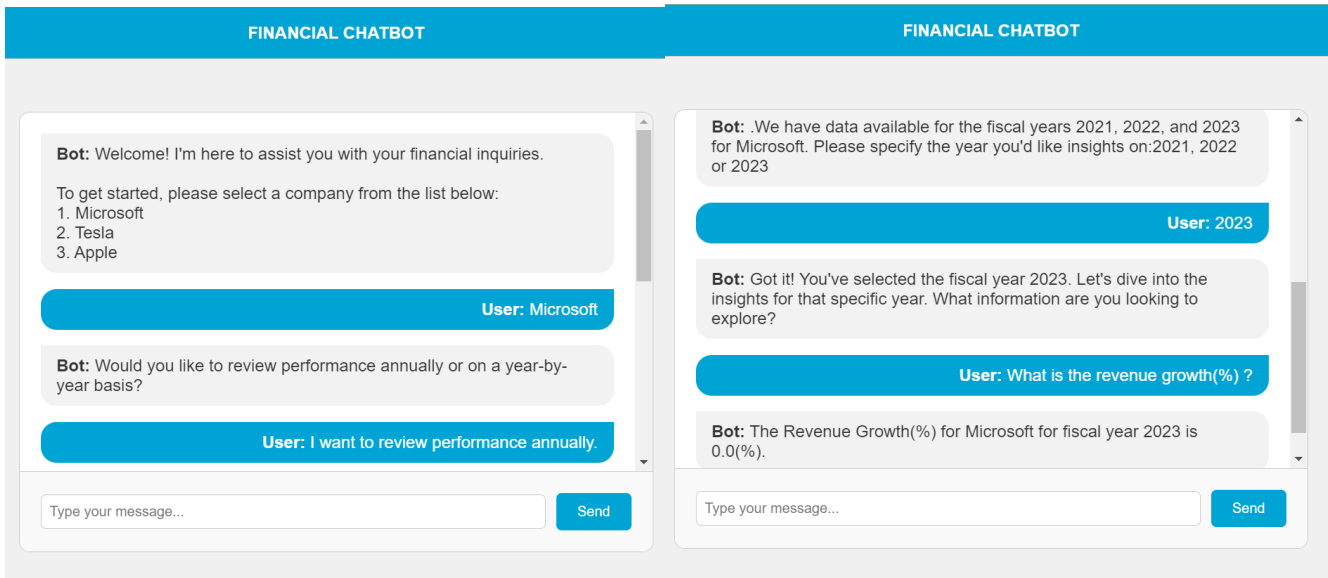 FINANCIAL CHATBOT
Bot: Welcome! I'm here to assist you with your financial inquiries.
To get started, please select a company from the list below:
1. Microsoft
2. Tesla
3. Apple
User: Microsoft
Bot: Would you like to review performance annually or on a year-by-
year basis?
User: I want to review performance annually.
Type your message...
Send
FINANCIAL CHATBOT
Bot: .We have data available for the fiscal years 2021, 2022, and 2023
for Microsoft. Please specify the year you'd like insights on:2021, 2022
or 2023
User: 2023
Bot: Got it! You've selected the fiscal year 2023. Let's dive into the
insights for that specific year. What information are you looking to
explore?
User: What is the revenue growth(%) ?
Bot: The Revenue Growth(%) for Microsoft for fiscal year 2023 is
0.0(%).
Type your message...
Send